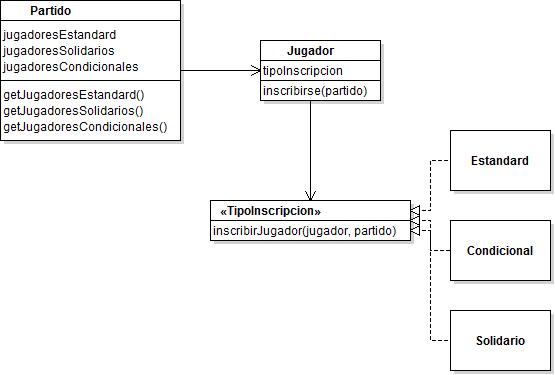 Partido
jugadoresEstandard
jugadoresSolidarios
jugadoresCondicionales
getJugadoresEstandard()
getJugadoresSolidarios()
getJugadoresCondicionales()
Jugador
tipoInscripcion
inscribirse(partido)
«TipoInscripcion»
inscribirJugador(jugador, partido)
Estandard
Condicional
Solidario